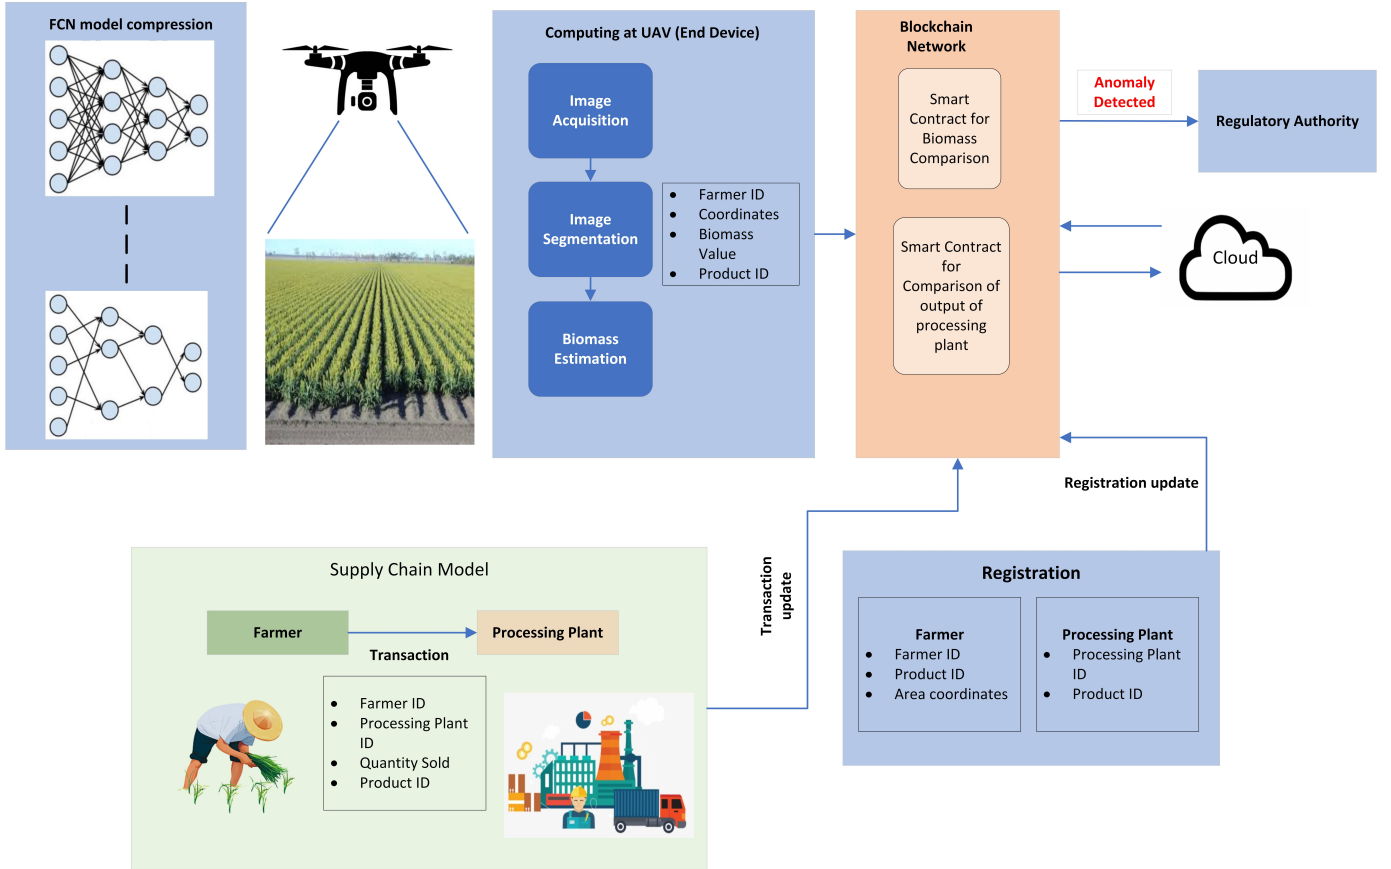 FCN model compression
Computing at UAV (End Device)
Image
Acquisition
Image
Segmentation
Biomass
Estimation
● Farmer ID
● Coordinates
● Biomass
Value
● Product ID
Blockchain
Network
Smart
Contract for
Biomass
Comparison
Smart Contract
for
Comparison of
output of
processing
plant
Anomaly
Detected
Regulatory Authority
Cloud
Registration update
Transaction
update
Supply Chain Model
Farmer
Processing Plant
Transaction
● Farmer ID
● Processing Plant
ID
● Quantity Sold
● Product ID
Registration
Farmer
● Farmer ID
● Product ID
● Area coordinates
Processing Plant
● Processing Plant
ID
● Product ID